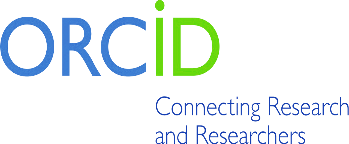 ORCiD
Connecting Research
and Researchers